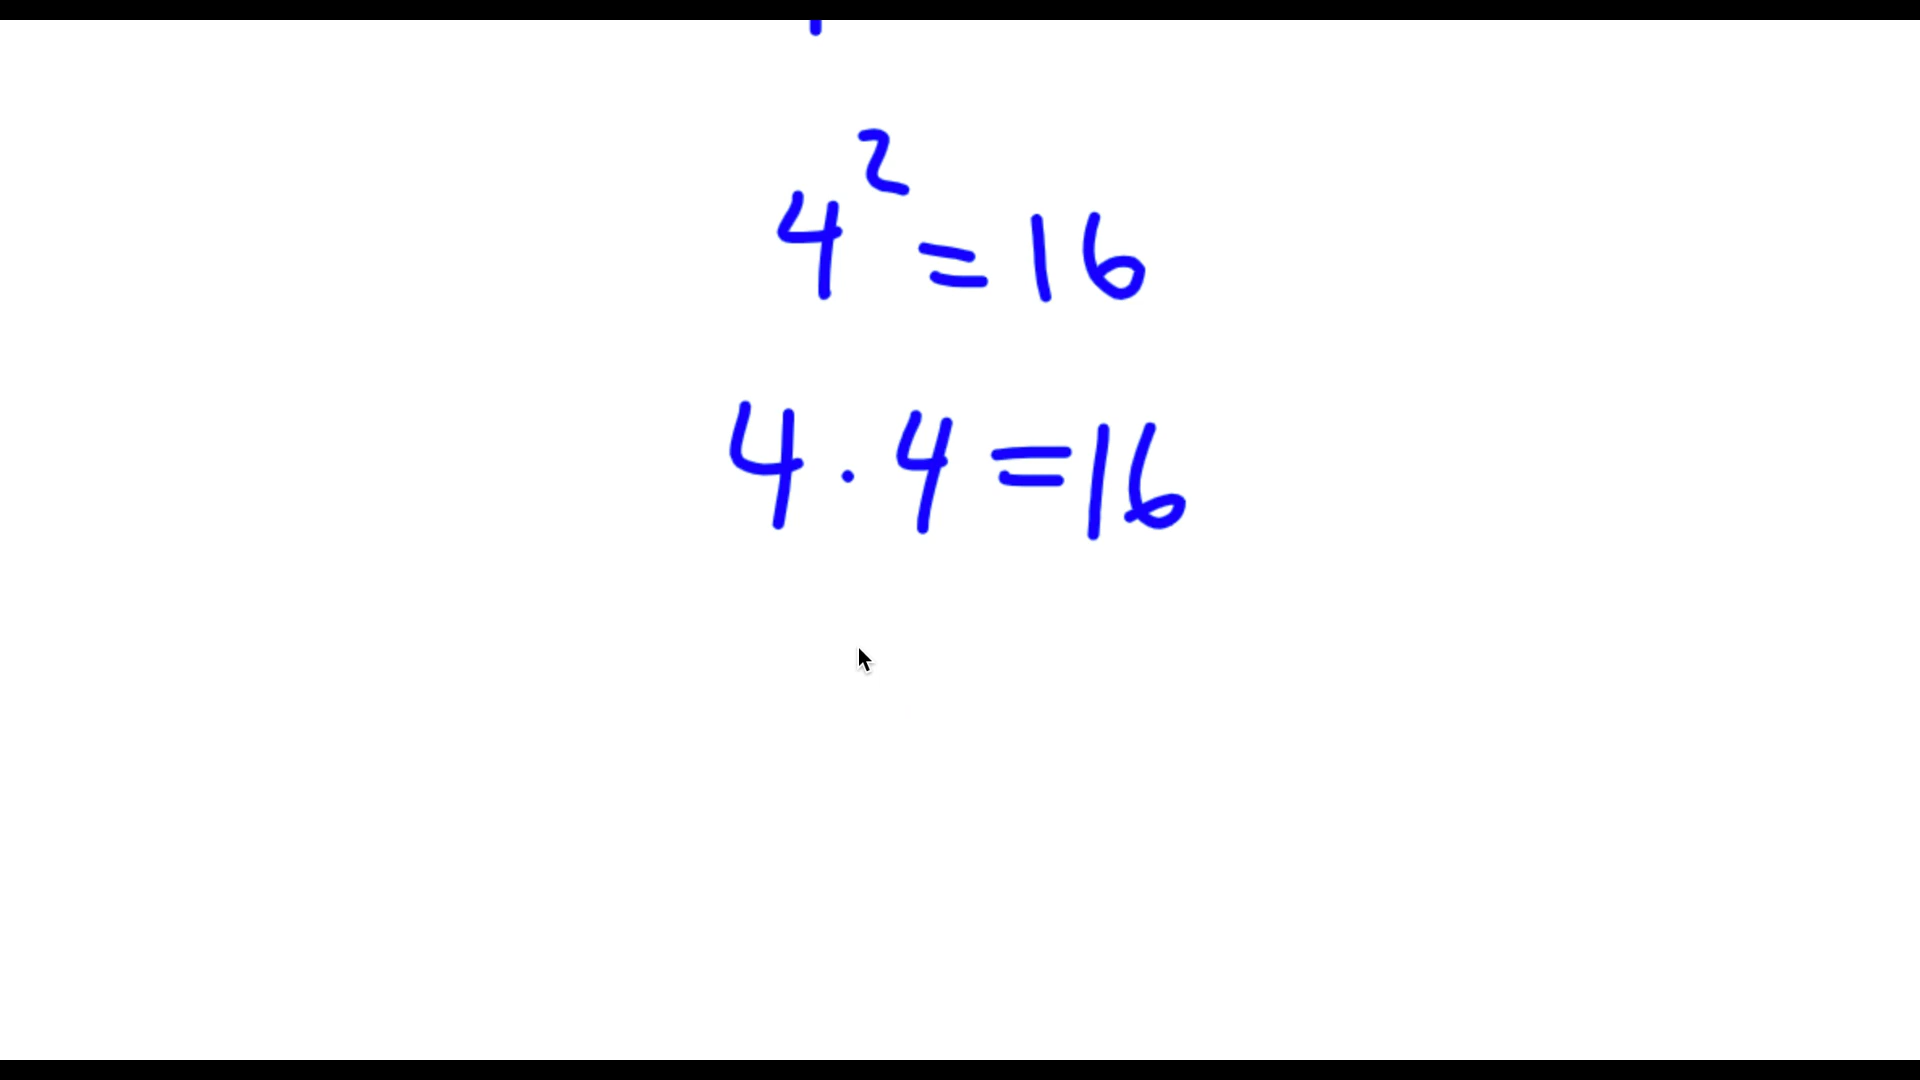 4² = 16
4 · 4 = 16